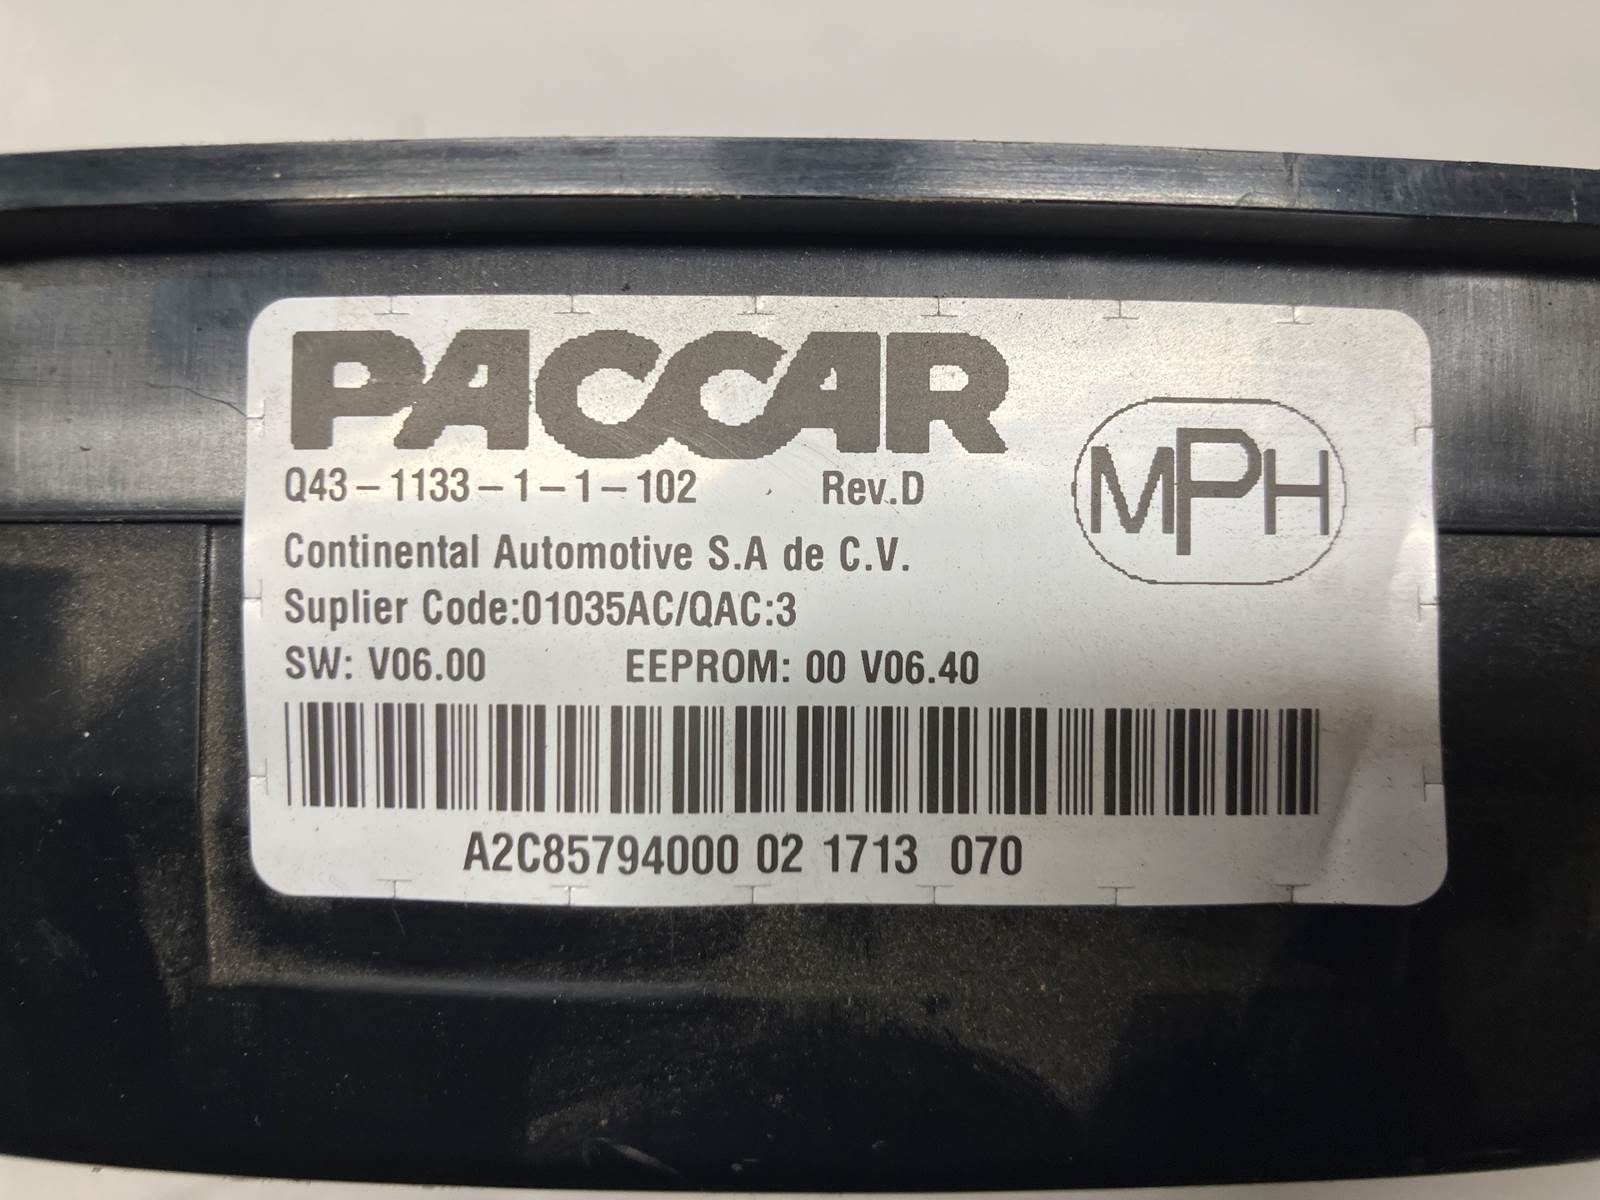 PACCAR
Q43-1133-1-1-102 Rev.D
MPH
Continental Automotive S.A de C.V.
Suplier Code:01035AC/QAC:3
SW: V06.00 EEPROM: 00 V06.40
A2C85794000 02 1713 070